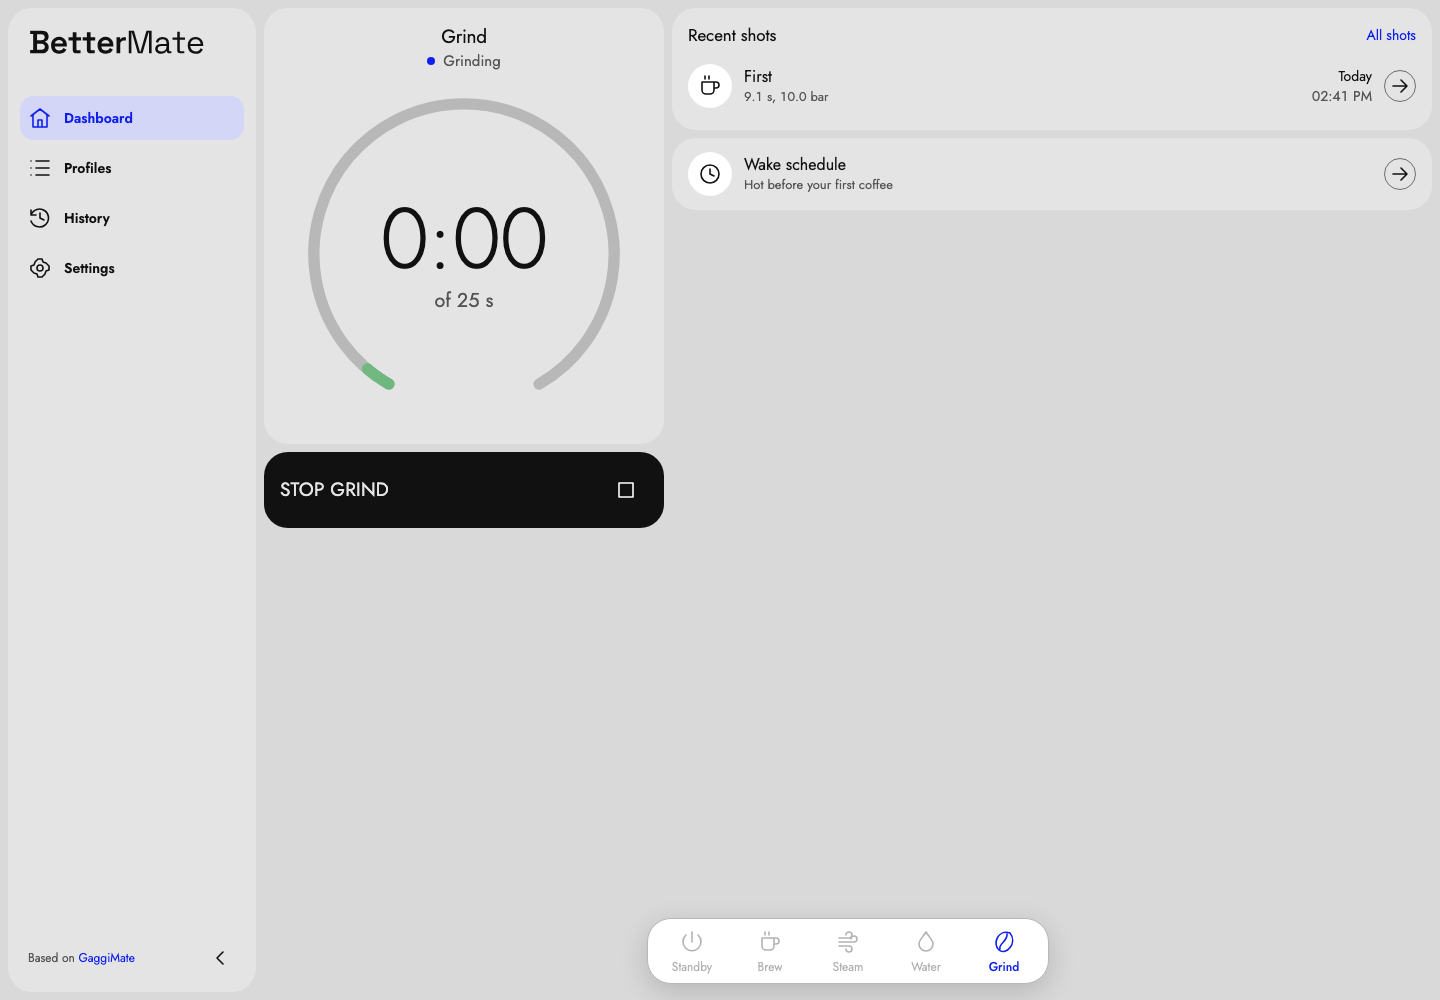 BetterMate
Dashboard
Profiles
History
Settings
Based on GaggiMate
Grind
Grinding
0:00
of 25 s
STOP GRIND
Recent shots
All shots
First
9.1 s, 10.0 bar
Today
02:41 PM
Wake schedule
Hot before your first coffee
Standby
Brew
Steam
Water
Grind